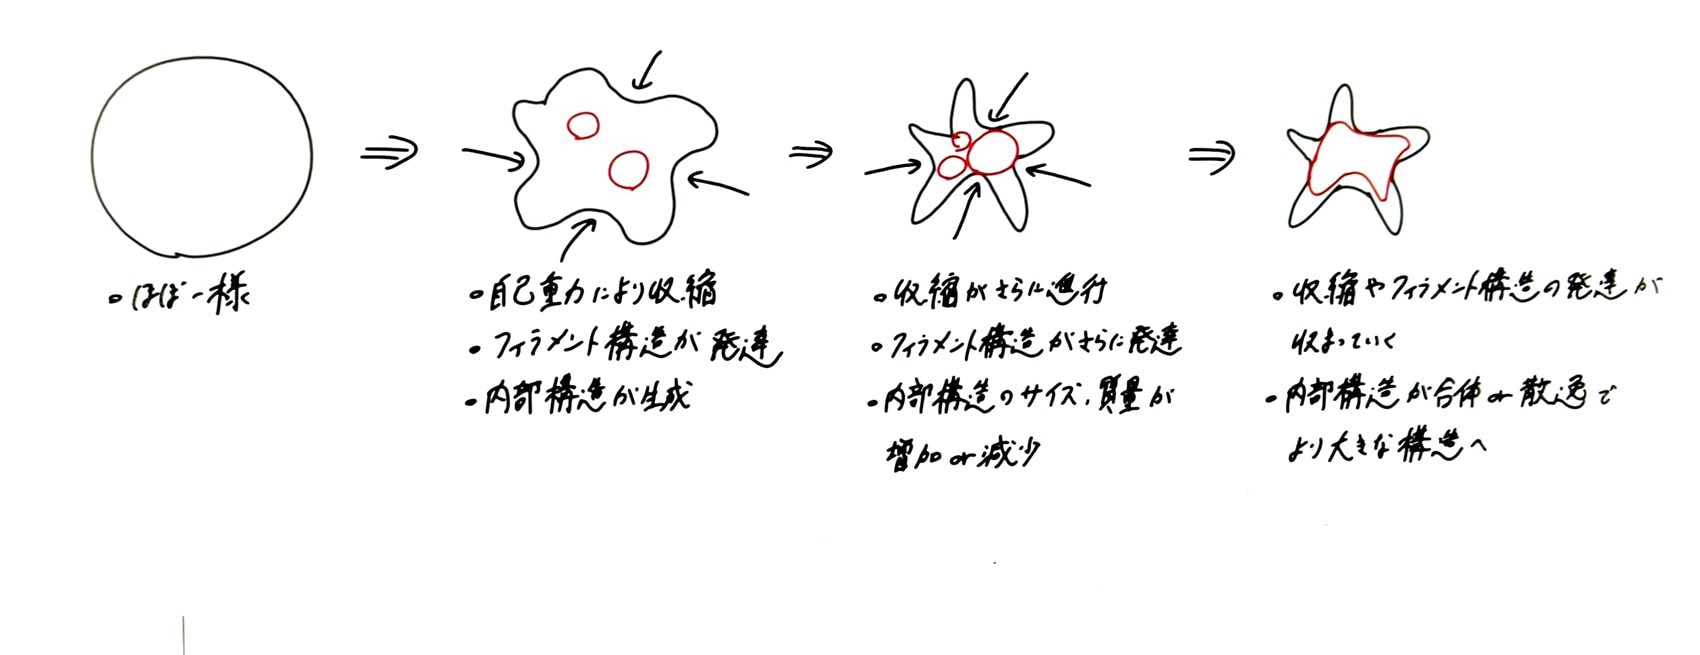 ・ほぼ一様
・自己重力により収縮
・フィラメント構造が発達
・内部構造が生成
・収縮がさらに進行
・フィラメント構造がさらに発達
・内部構造のサイズ、質量が
増加or減少
・収縮やフィラメント構造の発達が
収まっていく
・内部構造が合体or散逸で
より大きな構造へ